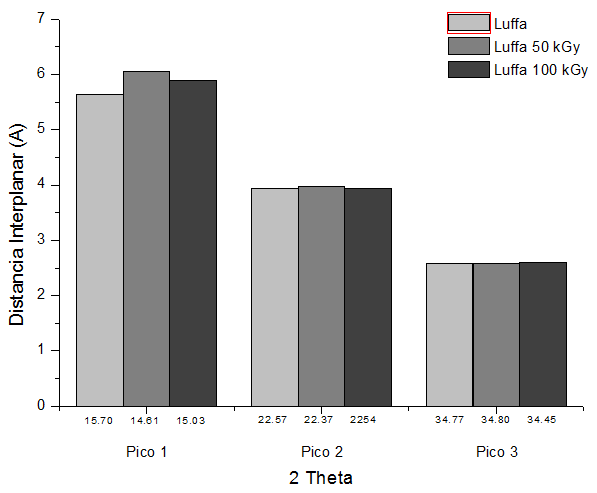 Luffa
Luffa 50 kGy
Luffa 100 kGy
Distancia Interplanar (A)
7
6
5
4
3
2
1
0
15.70 14.61 15.03 22.57 22.37 2254 34.77 34.80 34.45
Pico 1 Pico 2 Pico 3
2 Theta